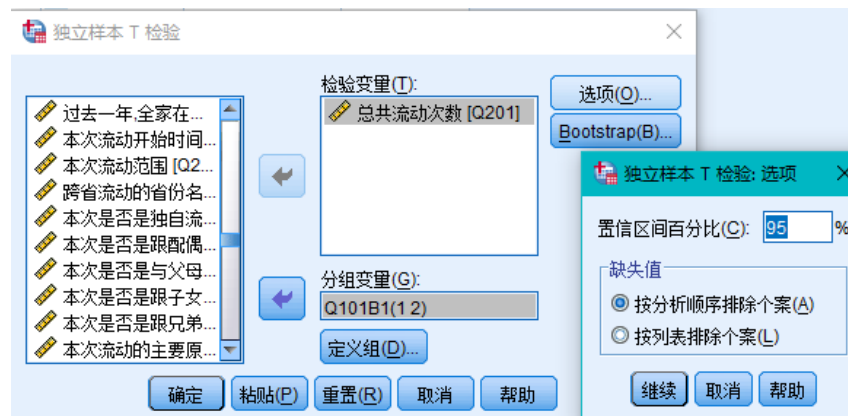 独立样本 T 检验
检验变量(T):
过去一年,全家在...
本次流动开始时间...
本次流动范围 [Q2...
跨省流动的省份名...
本次是否是独自流...
本次是否是跟配偶...
本次是否是与父母...
本次是否是跟子女...
本次是否是跟兄弟...
本次流动的主要原...
总共流动次数 [Q201]
分组变量(G):
Q101B1(1 2)
定义组(D)...
选项(O)...
Bootstrap(B)...
确定 粘贴(P) 重置(R) 取消 帮助
独立样本 T 检验: 选项
置信区间百分比(C): 95 %
缺失值
按分析顺序排除个案(A)
按列表排除个案(L)
继续 取消 帮助